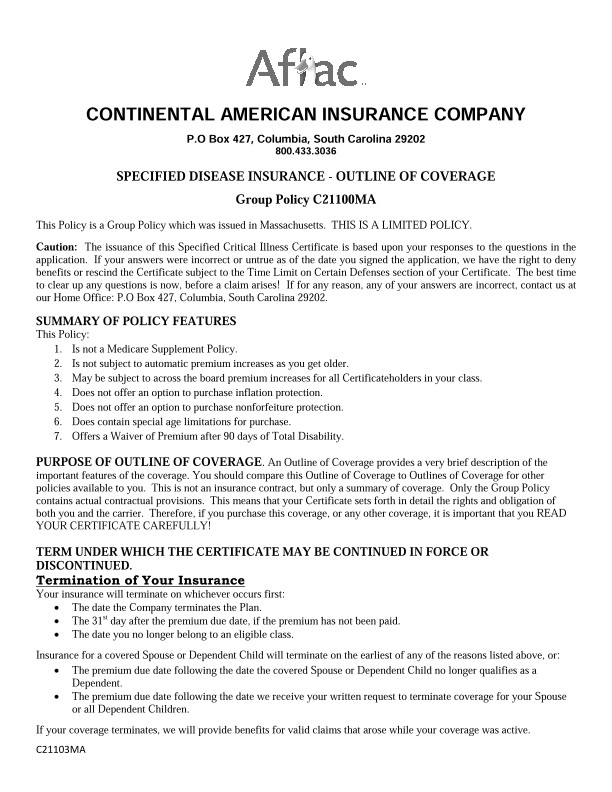 Aflac
CONTINENTAL AMERICAN INSURANCE COMPANY
P.O Box 427, Columbia, South Carolina 29202
800.433.3036
SPECIFIED DISEASE INSURANCE - OUTLINE OF COVERAGE
Group Policy C21100MA
This Policy is a Group Policy which was issued in Massachusetts.  THIS IS A LIMITED POLICY.
Caution:  The issuance of this Specified Critical Illness Certificate is based upon your responses to the questions in the
application.  If your answers were incorrect or untrue as of the date you signed the application, we have the right to deny
benefits or rescind the Certificate subject to the Time Limit on Certain Defenses section of your Certificate.  The best time
to clear up any questions is now, before a claim arises!  If for any reason, any of your answers are incorrect, contact us at
our Home Office: P.O Box 427, Columbia, South Carolina 29202.
SUMMARY OF POLICY FEATURES
This Policy:
1. Is not a Medicare Supplement Policy.
2. Is not subject to automatic premium increases as you get older.
3. May be subject to across the board premium increases for all Certificateholders in your class.
4. Does not offer an option to purchase inflation protection.
5. Does not offer an option to purchase nonforfeiture protection.
6. Does contain special age limitations for purchase.
7. Offers a Waiver of Premium after 90 days of Total Disability.
PURPOSE OF OUTLINE OF COVERAGE. An Outline of Coverage provides a very brief description of the
important features of the coverage. You should compare this Outline of Coverage to Outlines of Coverage for other
policies available to you.  This is not an insurance contract, but only a summary of coverage.  Only the Group Policy
contains actual contractual provisions.  This means that your Certificate sets forth in detail the rights and obligation of
both you and the carrier.  Therefore, if you purchase this coverage, or any other coverage, it is important that you READ
YOUR CERTIFICATE CAREFULLY!
TERM UNDER WHICH THE CERTIFICATE MAY BE CONTINUED IN FORCE OR
DISCONTINUED.
Termination of Your Insurance
Your insurance will terminate on whichever occurs first:
• The date the Company terminates the Plan.
• The 31st day after the premium due date, if the premium has not been paid.
• The date you no longer belong to an eligible class.
Insurance for a covered Spouse or Dependent Child will terminate on the earliest of any of the reasons listed above, or:
• The premium due date following the date the covered Spouse or Dependent Child no longer qualifies as a
Dependent.
• The premium due date following the date we receive your written request to terminate coverage for your Spouse
or all Dependent Children.
If your coverage terminates, we will provide benefits for valid claims that arose while your coverage was active.
C21103MA